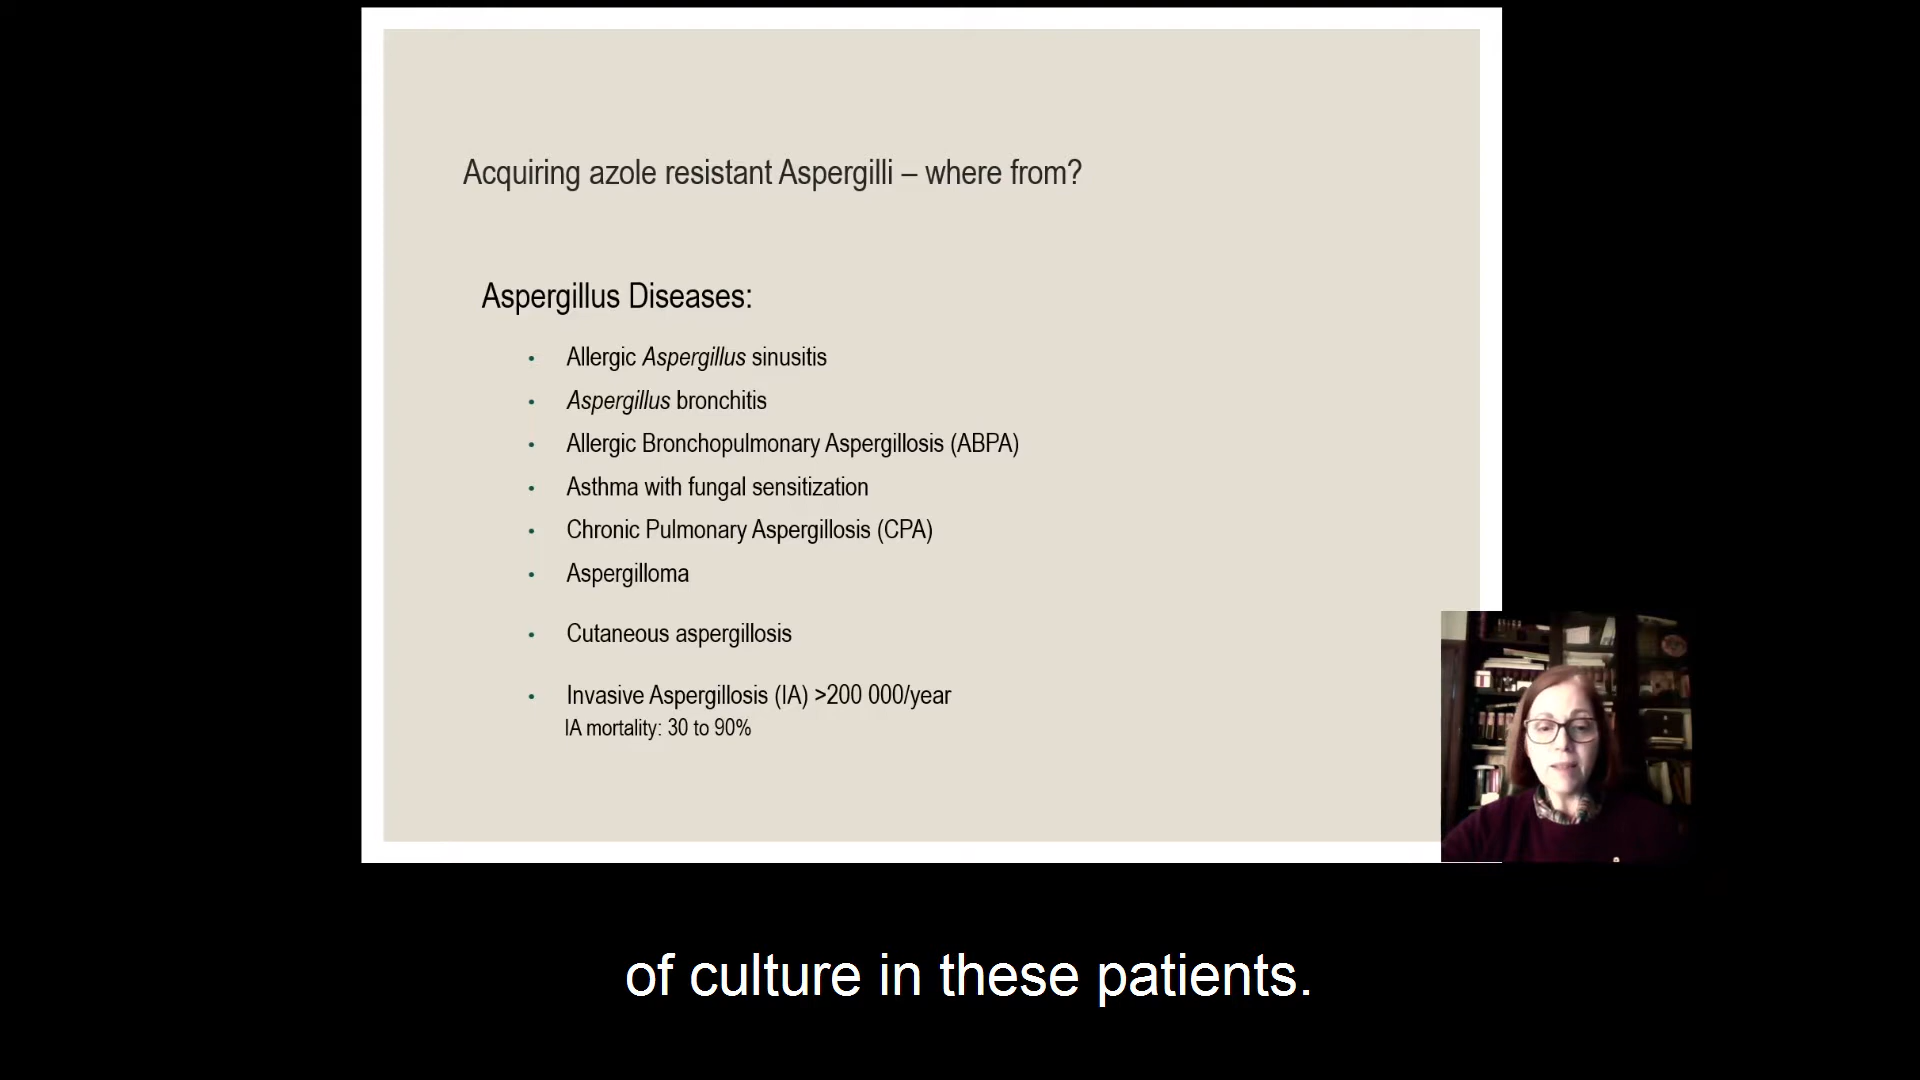 Acquiring azole resistant Aspergilli – where from?
Aspergillus Diseases:
• Allergic Aspergillus sinusitis
• Aspergillus bronchitis
• Allergic Bronchopulmonary Aspergillosis (ABPA)
• Asthma with fungal sensitization
• Chronic Pulmonary Aspergillosis (CPA)
• Aspergilloma
• Cutaneous aspergillosis
• Invasive Aspergillosis (IA) >200 000/year
IA mortality: 30 to 90%
of culture in these patients.